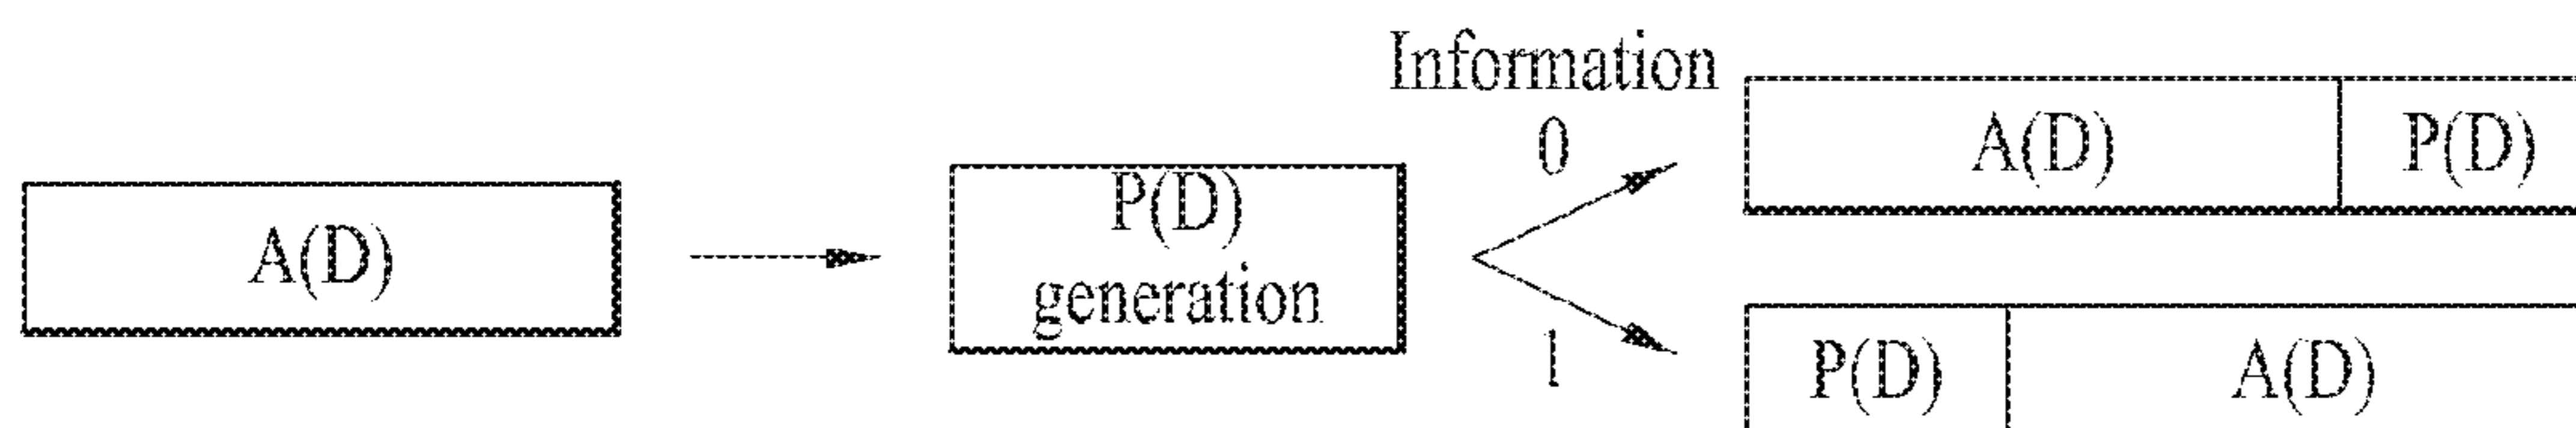 A(D)
P(D)
generation
Information
0
1
A(D) P(D)
P(D) A(D)